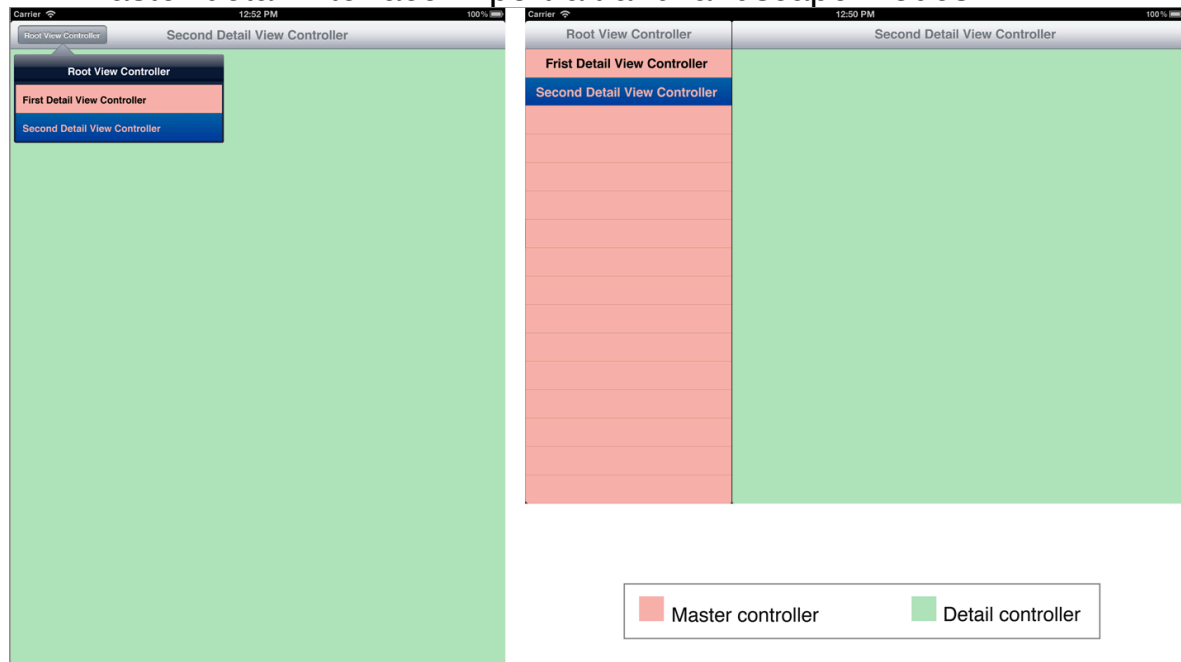 Carrier 12:52 PM 100%
Root View Controller Second Detail View Controller
Root View Controller
First Detail View Controller
Second Detail View Controller
Carrier 12:50 PM 100%
Root View Controller Second Detail View Controller
Frist Detail View Controller
Second Detail View Controller
Master controller Detail controller